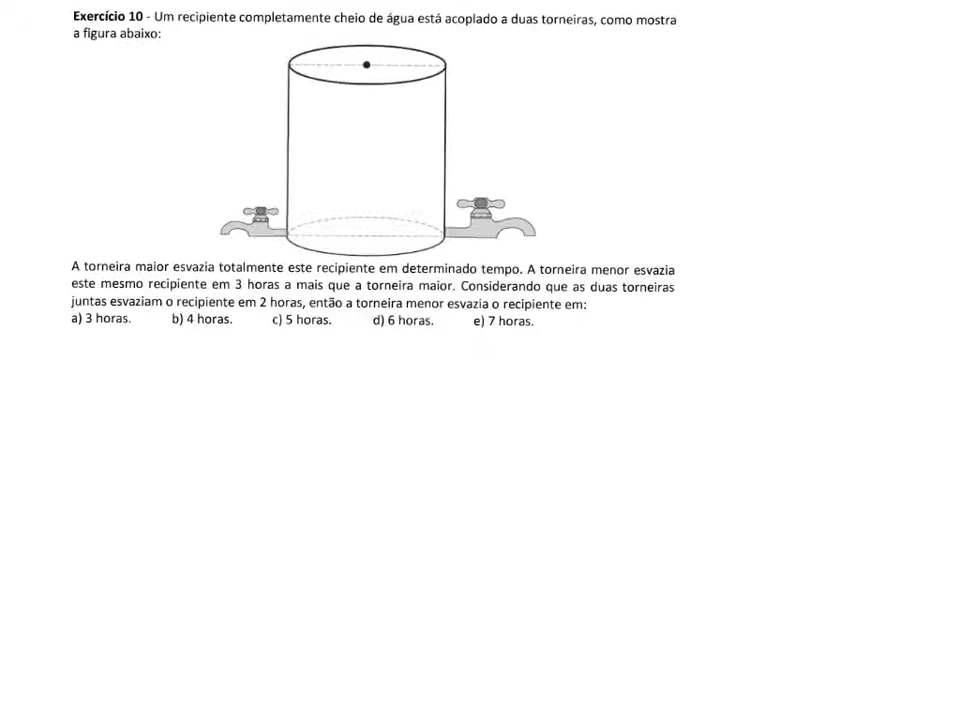 Exercício 10 - Um recipiente completamente cheio de água está acoplado a duas torneiras, como mostra
a figura abaixo:
A torneira maior esvazia totalmente este recipiente em determinado tempo. A torneira menor esvazia
este mesmo recipiente em 3 horas a mais que a torneira maior. Considerando que as duas torneiras
juntas esvaziam o recipiente em 2 horas, então a torneira menor esvazia o recipiente em:
a) 3 horas. b) 4 horas. c) 5 horas. d) 6 horas. e) 7 horas.